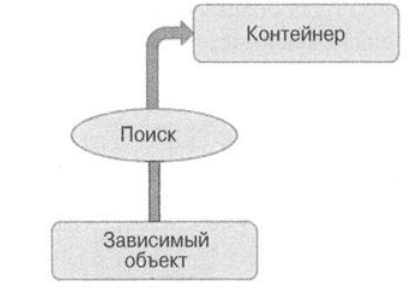 Контейнер
Поиск
Зависимый
объект